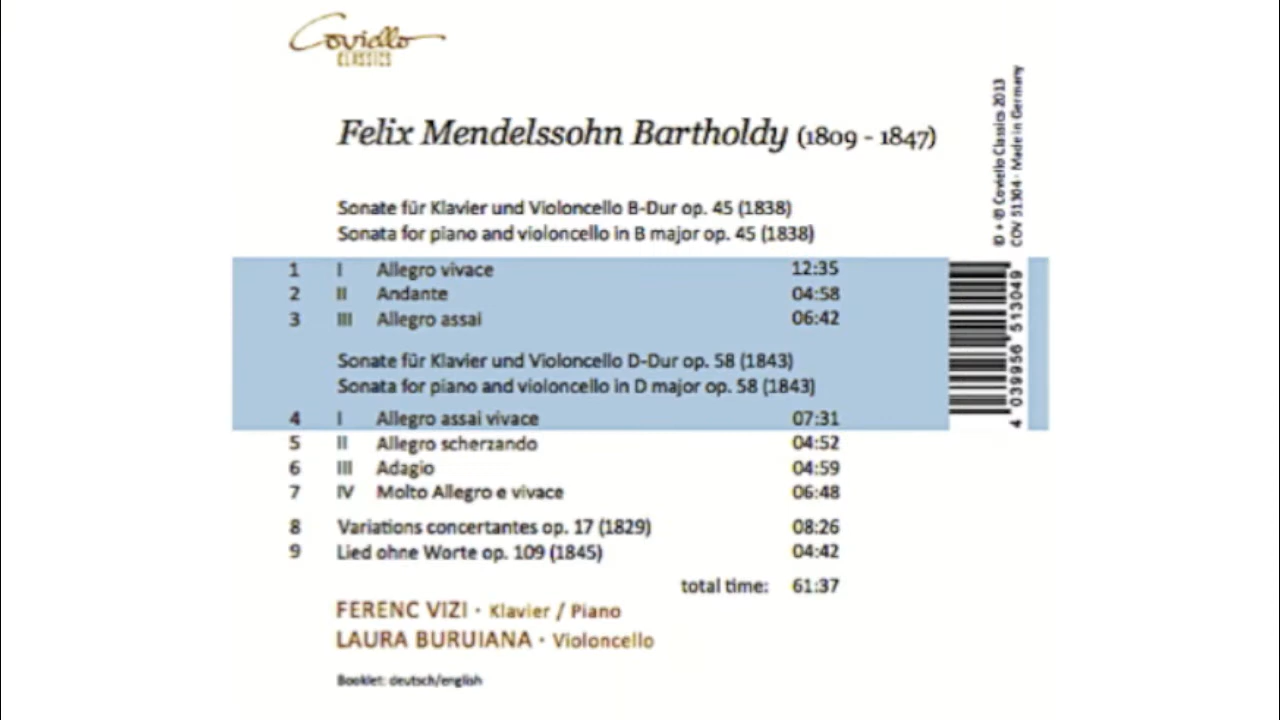 Coviello
CLASSICS
Felix Mendelssohn Bartholdy (1809 - 1847)
Sonate für Klavier und Violoncello B-Dur op. 45 (1838)
Sonata for piano and violoncello in B major op. 45 (1838)
1 I Allegro vivace 12:35
2 II Andante 04:58
3 III Allegro assai 06:42
Sonate für Klavier und Violoncello D-Dur op. 58 (1843)
Sonata for piano and violoncello in D major op. 58 (1843)
4 I Allegro assai vivace 07:31
5 II Allegro scherzando 04:52
6 III Adagio 04:59
7 IV Molto Allegro e vivace 06:48
8 Variations concertantes op. 17 (1829) 08:26
9 Lied ohne Worte op. 109 (1845) 04:42
total time: 61:37
FERENC VIZI · Klavier / Piano
LAURA BURUIANA · Violoncello
Booklet: deutsch/english
℗ + © Coviello Classics 2013
COV 51304 · Made in Germany
4 039956 513049